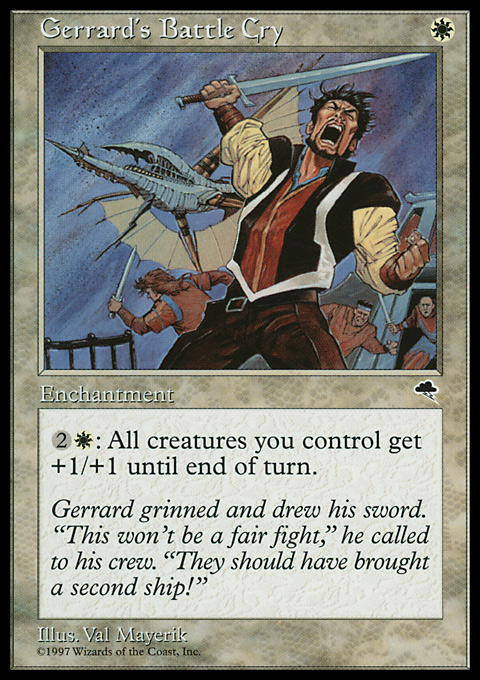 Gerrard's Battle Cry
Enchantment
2: All creatures you control get
+1/+1 until end of turn.
Gerrard grinned and drew his sword.
“This won't be a fair fight,” he called
to his crew. “They should have brought
a second ship!”
Illus. Val Mayerik
©1997 Wizards of the Coast, Inc.